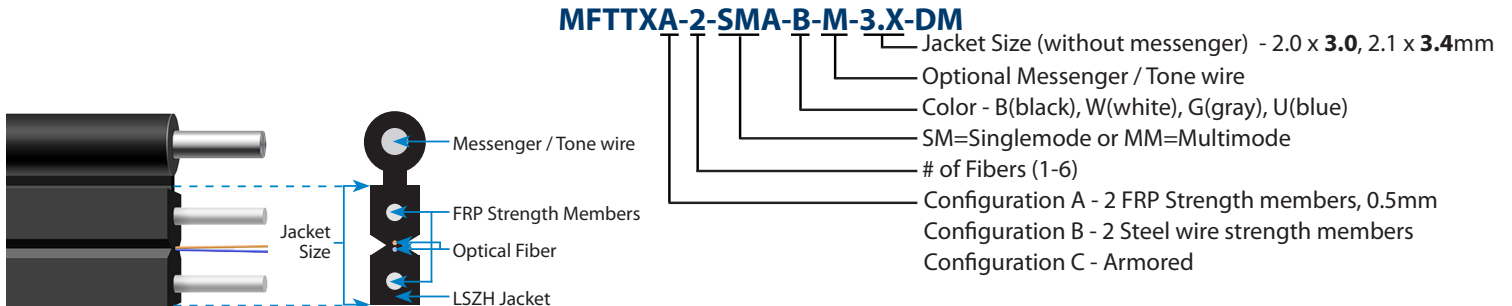 MFTTXA-2-SMA-B-M-3.X-DM
Jacket Size (without messenger) - 2.0 x 3.0, 2.1 x 3.4mm
Optional Messenger / Tone wire
Color - B(black), W(white), G(gray), U(blue)
SM=Singlemode or MM=Multimode
# of Fibers (1-6)
Configuration A - 2 FRP Strength members, 0.5mm
Configuration B - 2 Steel wire strength members
Configuration C - Armored
Messenger / Tone wire
FRP Strength Members
Jacket
Size
Optical Fiber
LSZH Jacket